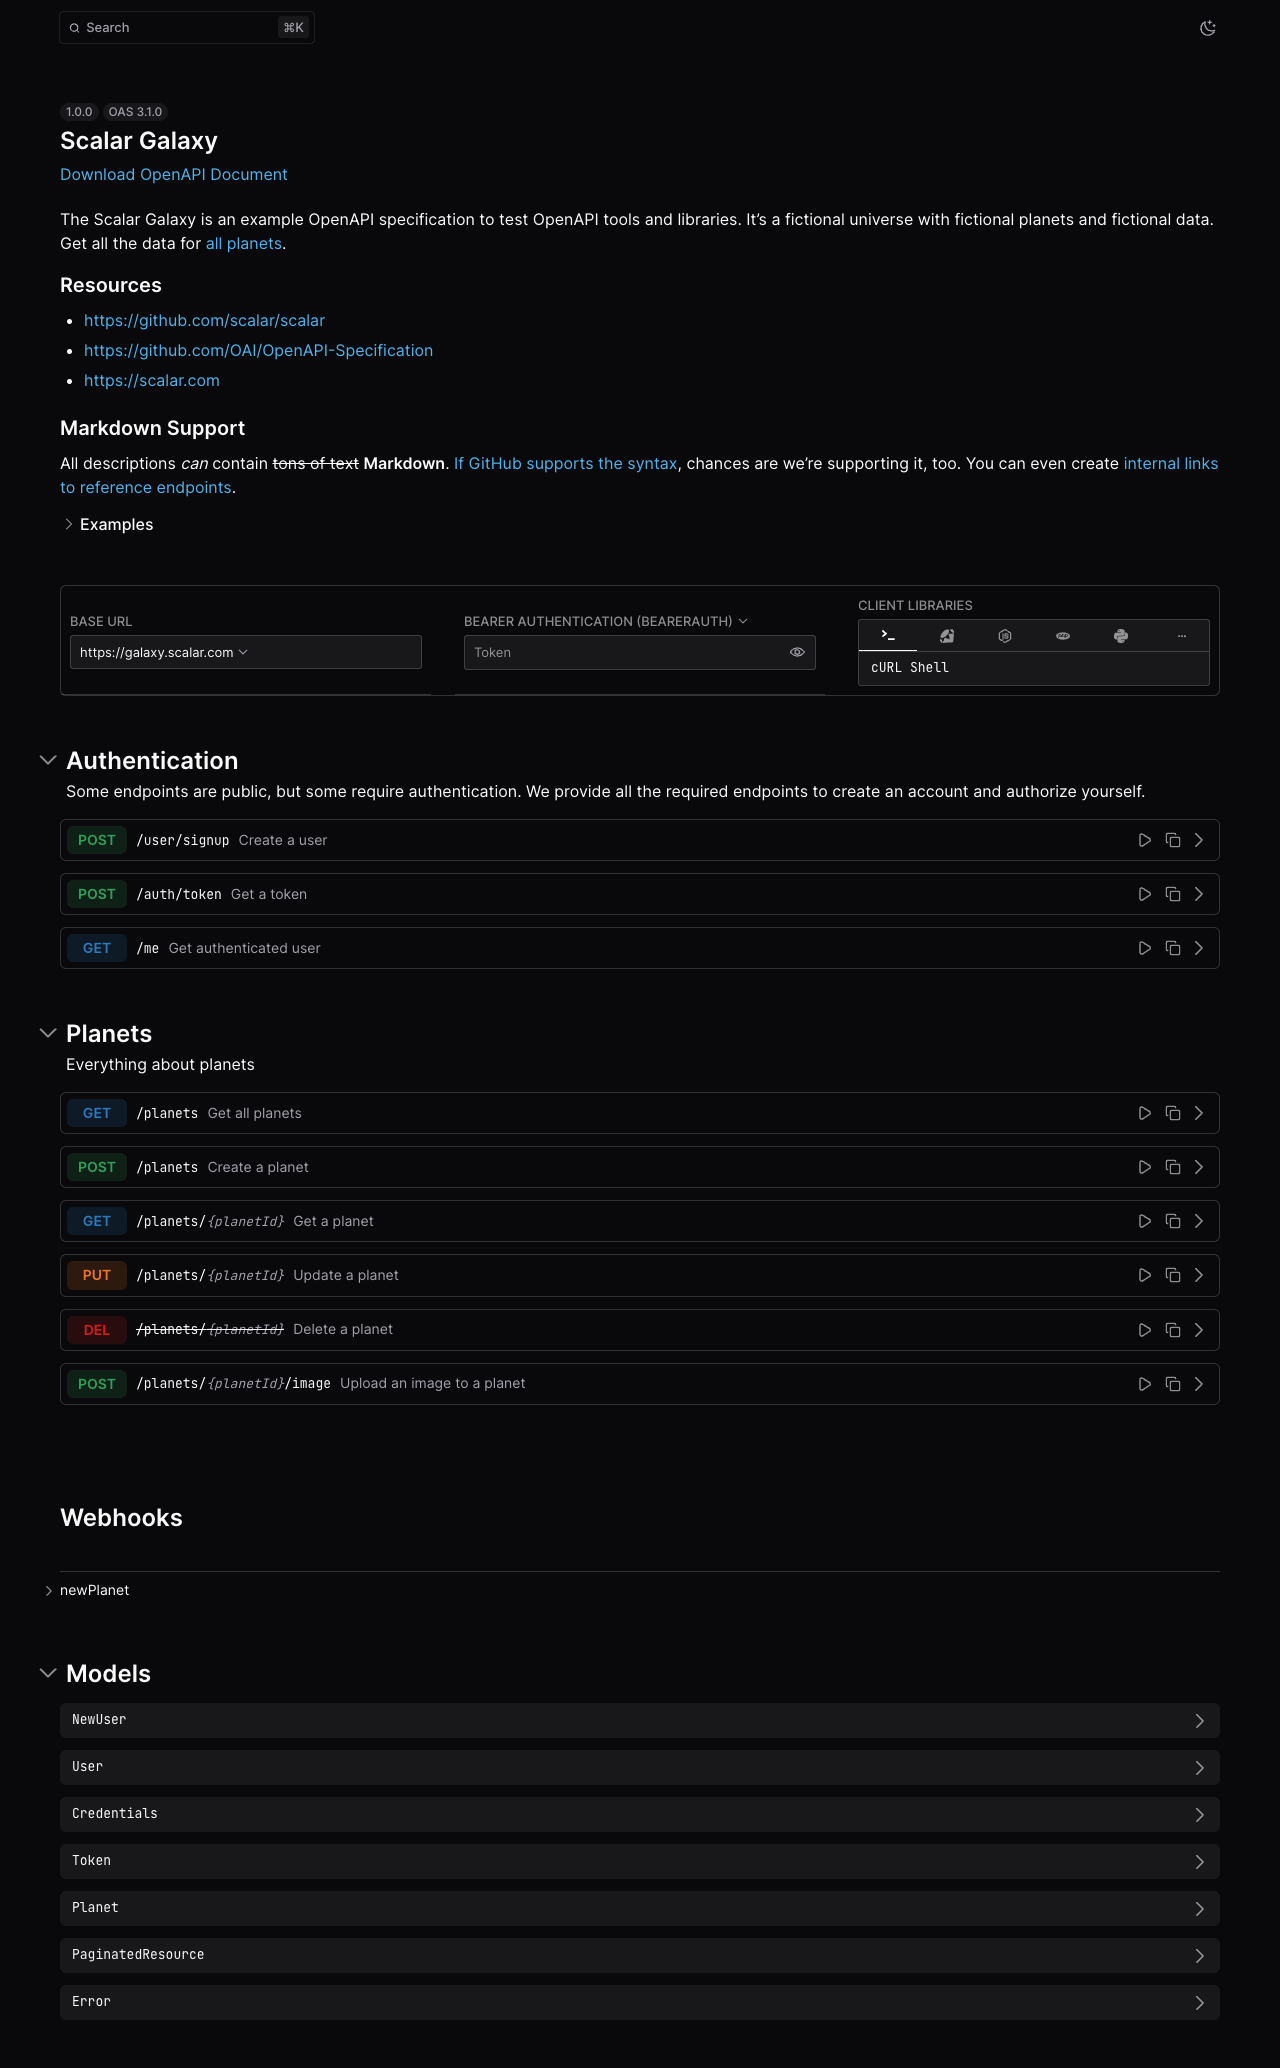 Search ⌘K
1.0.0 OAS 3.1.0
Scalar Galaxy
Download OpenAPI Document
The Scalar Galaxy is an example OpenAPI specification to test OpenAPI tools and libraries. It’s a fictional universe with fictional planets and fictional data.
Get all the data for all planets.
Resources
• https://github.com/scalar/scalar
• https://github.com/OAI/OpenAPI-Specification
• https://scalar.com
Markdown Support
All descriptions can contain tons of text Markdown. If GitHub supports the syntax, chances are we’re supporting it, too. You can even create internal links
to reference endpoints.
Examples
BASE URL
https://galaxy.scalar.com
BEARER AUTHENTICATION (BEARERAUTH)
Token
CLIENT LIBRARIES
cURL Shell
Authentication
Some endpoints are public, but some require authentication. We provide all the required endpoints to create an account and authorize yourself.
POST /user/signup Create a user
POST /auth/token Get a token
GET /me Get authenticated user
Planets
Everything about planets
GET /planets Get all planets
POST /planets Create a planet
GET /planets/{planetId} Get a planet
PUT /planets/{planetId} Update a planet
DEL /planets/{planetId} Delete a planet
POST /planets/{planetId}/image Upload an image to a planet
Webhooks
newPlanet
Models
NewUser
User
Credentials
Token
Planet
PaginatedResource
Error